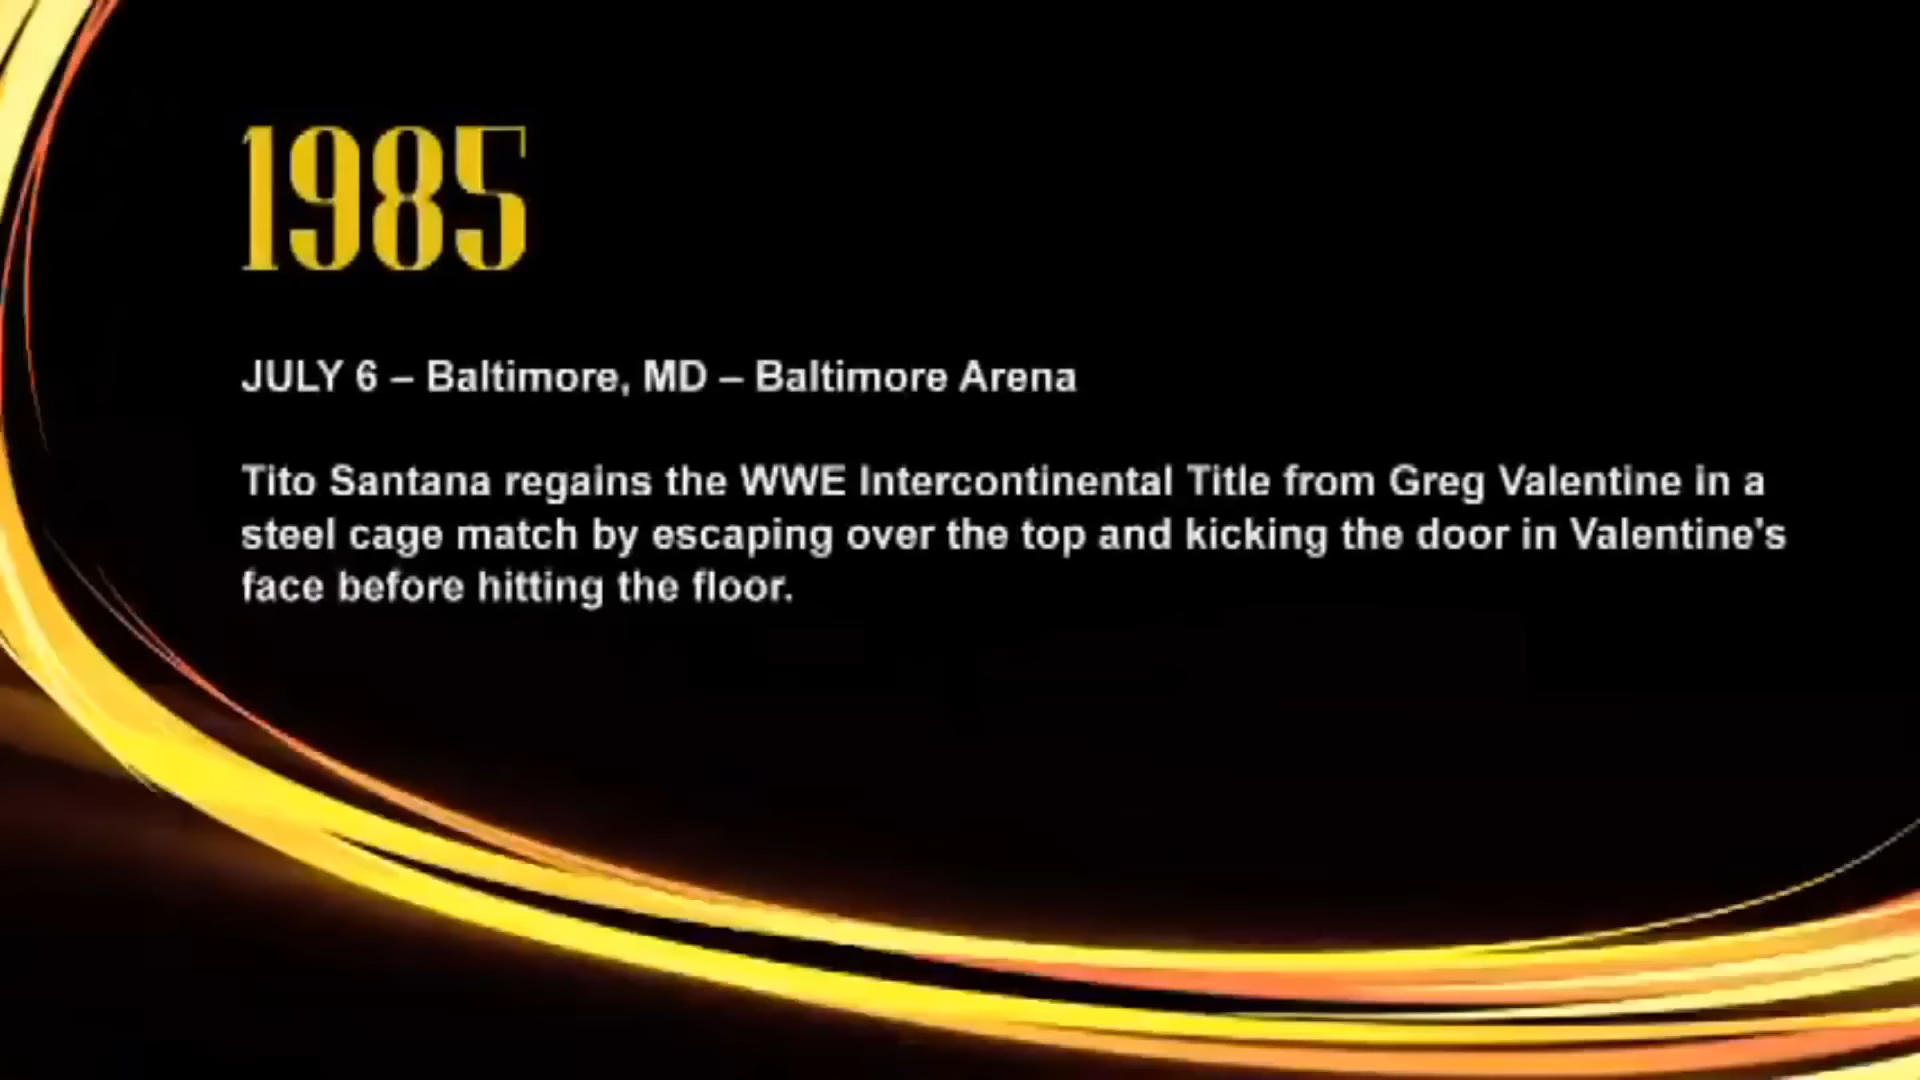 1985
JULY 6 – Baltimore, MD – Baltimore Arena
Tito Santana regains the WWE Intercontinental Title from Greg Valentine in a
steel cage match by escaping over the top and kicking the door in Valentine's
face before hitting the floor.